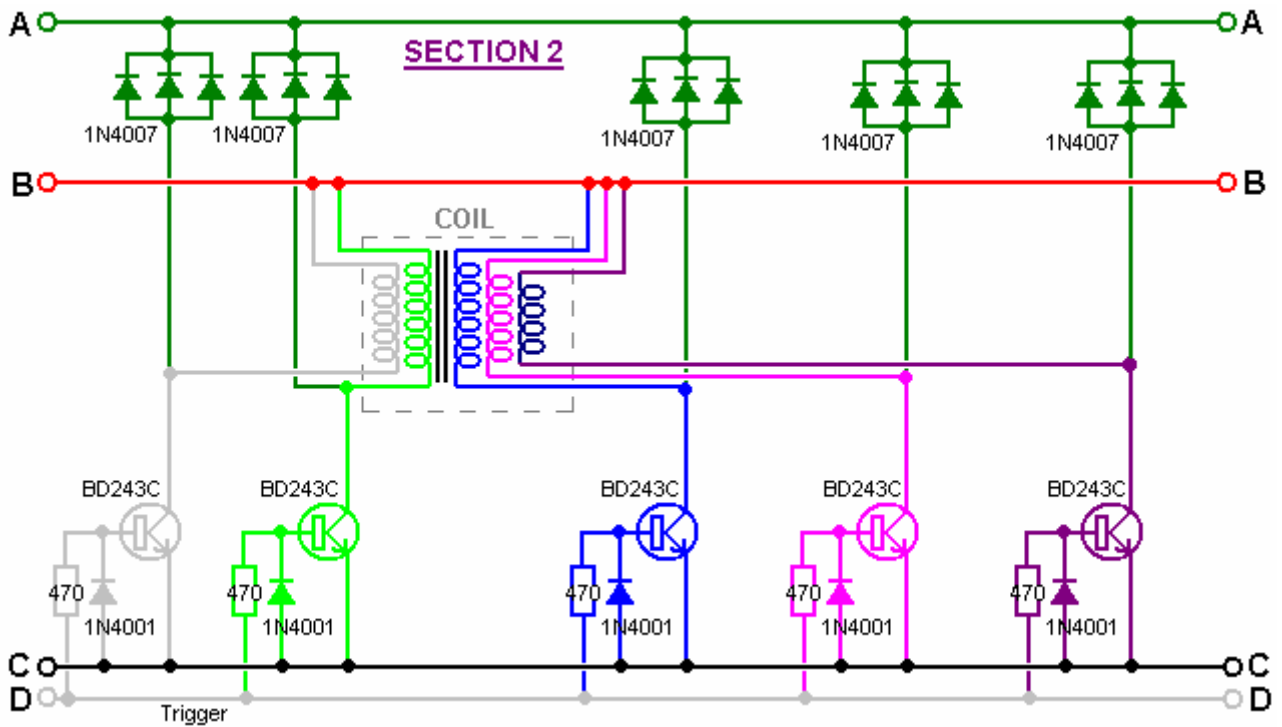 A A
SECTION 2
1N4007 1N4007 1N4007 1N4007 1N4007
B B
COIL
BD243C BD243C BD243C BD243C BD243C
470 470 470 470 470
1N4001 1N4001 1N4001 1N4001 1N4001
C C
D D
Trigger